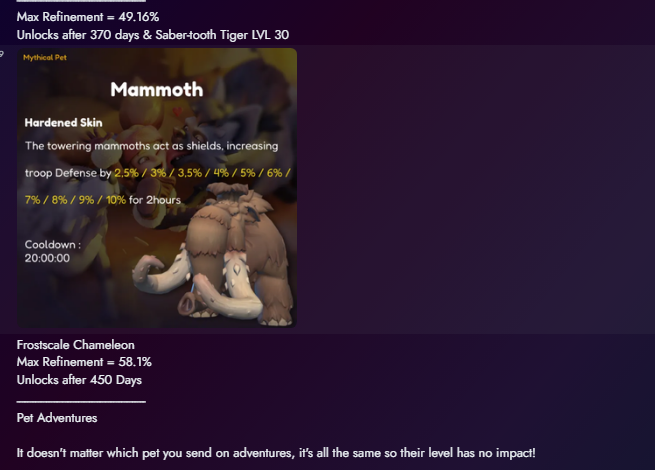 Max Refinement = 49.16%
Unlocks after 370 days & Saber-tooth Tiger LVL 30
9
Mythical Pet
Mammoth
Hardened Skin
The towering mammoths act as shields, increasing
troop Defense by 2.5% / 3% / 3.5% / 4% / 5% / 6% /
7% / 8% / 9% / 10% for 2hours
Cooldown :
20:00:00
Frostscale Chameleon
Max Refinement = 58.1%
Unlocks after 450 Days
Pet Adventures
It doesn't matter which pet you send on adventures, it's all the same so their level has no impact!